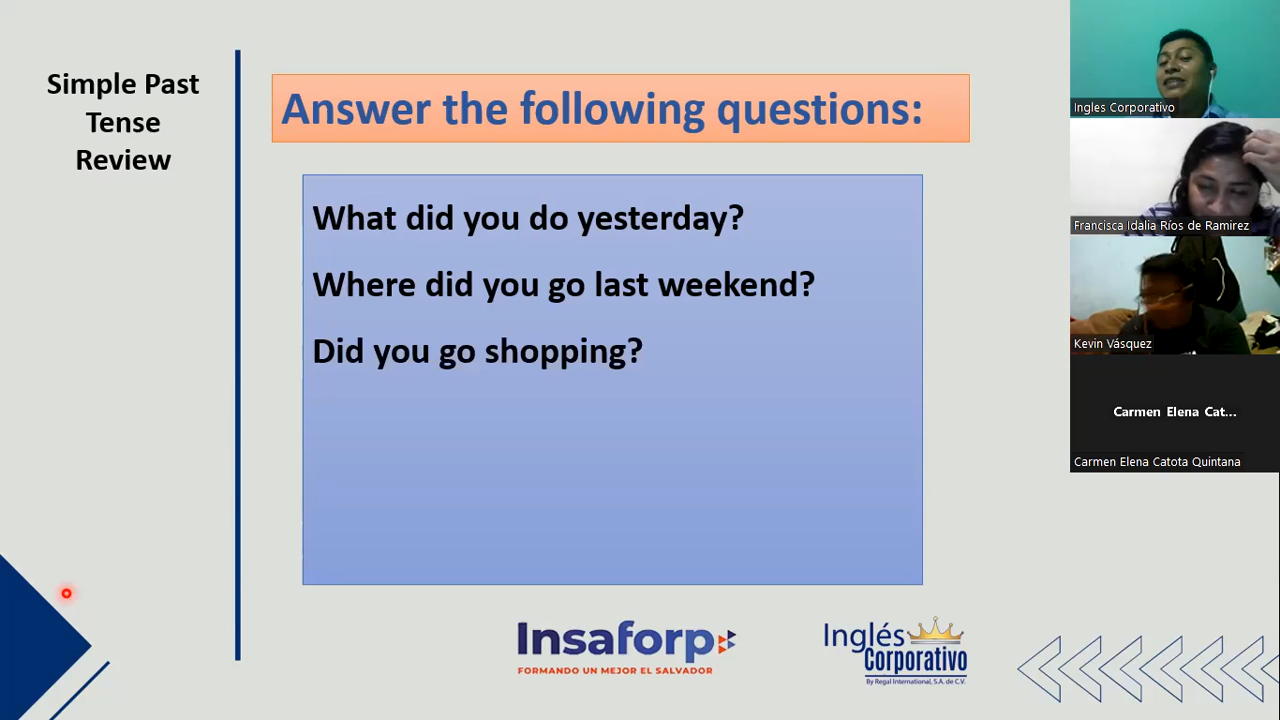 Simple Past
Tense
Review
Answer the following questions:
What did you do yesterday?
Where did you go last weekend?
Did you go shopping?
Insaforp
FORMANDO UN MEJOR EL SALVADOR
Inglés
Corporativo
By Regal International, S.A. de C.V.
Ingles Corporativo
Francisca Idalia Ríos de Ramirez
Kevin Vásquez
Carmen Elena Cat...
Carmen Elena Catota Quintana